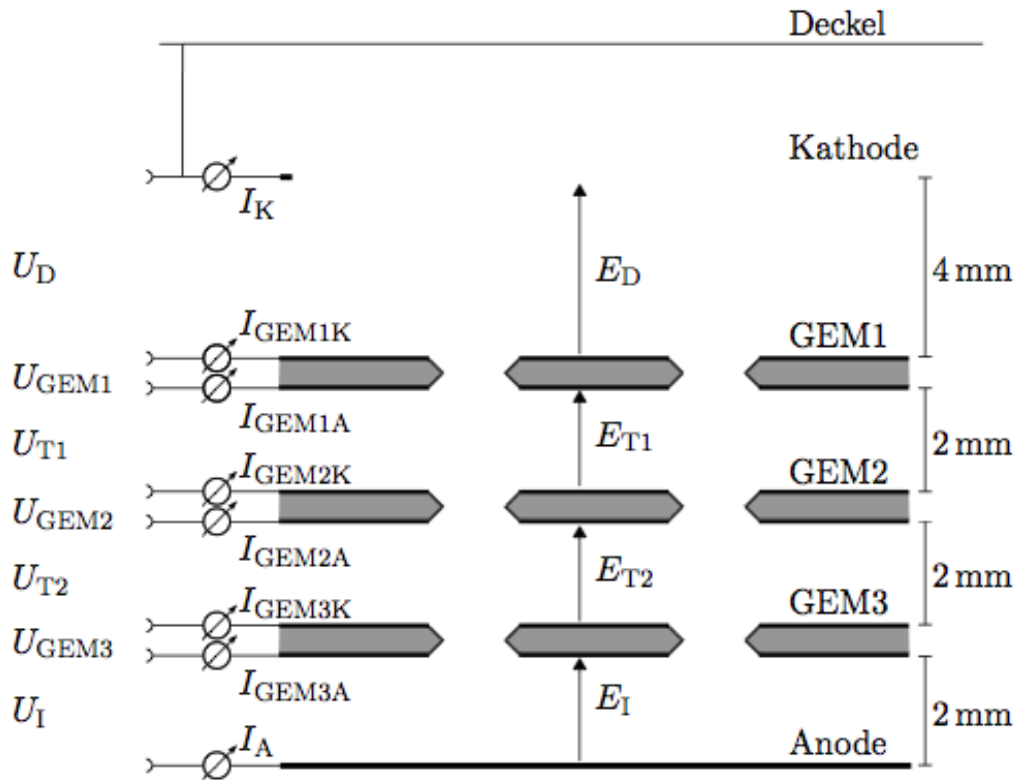 Deckel
Kathode
I_K
U_D
E_D
4 mm
I_GEM1K
GEM1
U_GEM1
I_GEM1A
U_T1
E_T1
2 mm
I_GEM2K
GEM2
U_GEM2
I_GEM2A
U_T2
E_T2
2 mm
I_GEM3K
GEM3
U_GEM3
I_GEM3A
U_I
E_I
2 mm
I_A
Anode